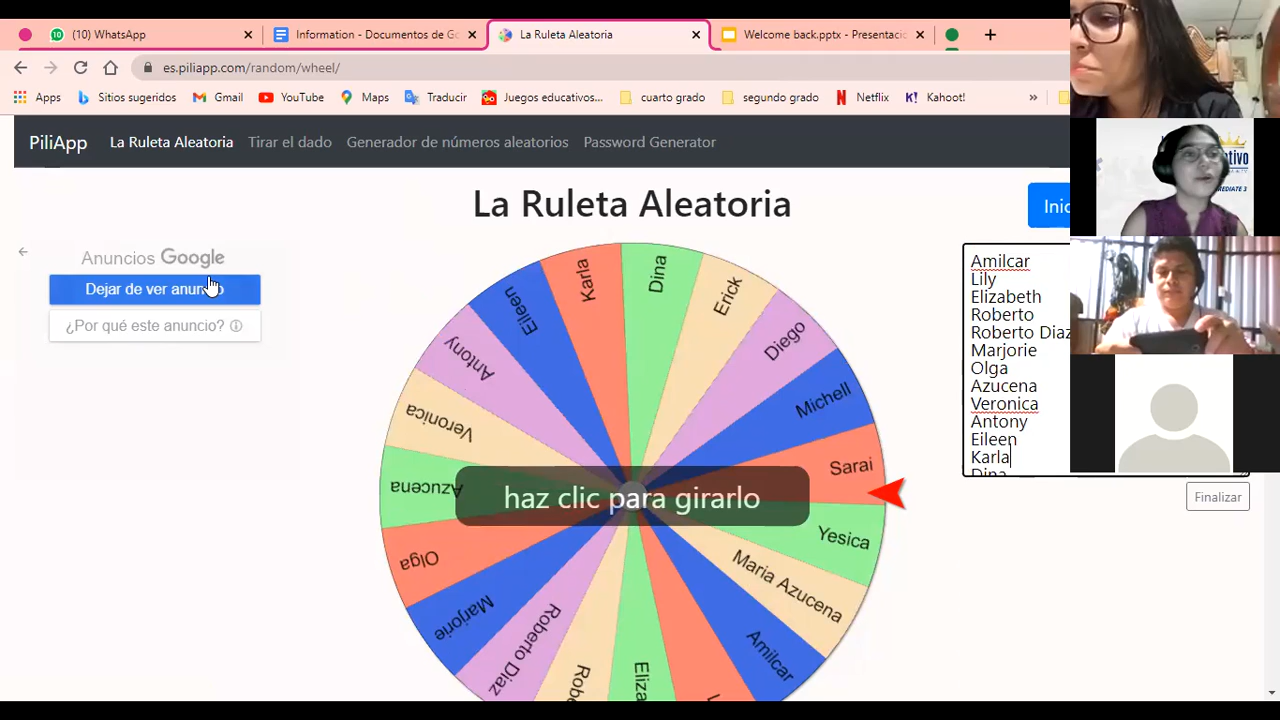 (10) WhatsApp
Information - Documentos de Go
La Ruleta Aleatoria
Welcome back.pptx - Presentaci
es.piliapp.com/random/wheel/
Apps
Sitios sugeridos
Gmail
YouTube
Maps
Traducir
Juegos educativos...
cuarto grado
segundo grado
Netflix
Kahoot!
»
PiliApp
La Ruleta Aleatoria
Tirar el dado
Generador de números aleatorios
Password Generator
La Ruleta Aleatoria
Anuncios Google
Dejar de ver anuncio
¿Por qué este anuncio?
Karla
Dina
Erick
Eileen
Diego
Antony
Michell
Veronica
Sarai
Azucena
haz clic para girarlo
Yesica
Olga
Maria Azucena
Marjorie
Roberto Diaz
Amilcar
Robe
Eliza
Amilcar
Lily
Elizabeth
Roberto
Roberto Diaz
Marjorie
Olga
Azucena
Veronica
Antony
Eileen
Karla
Dina
Finalizar